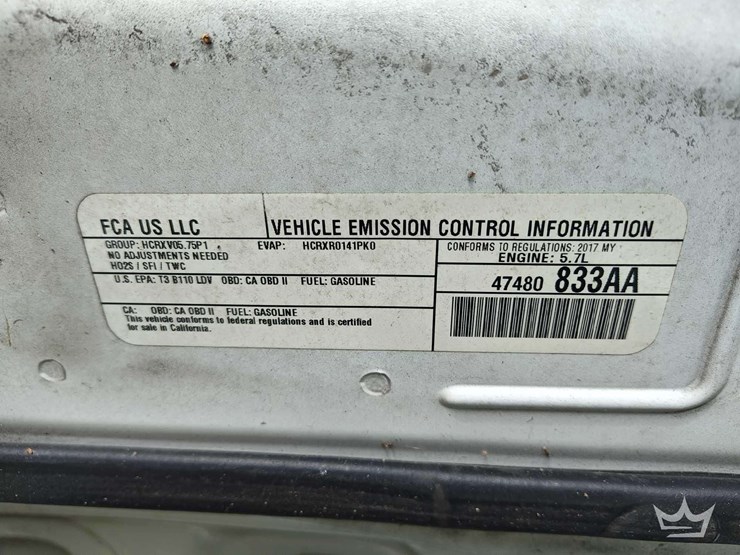 FCA US LLC
VEHICLE EMISSION CONTROL INFORMATION
GROUP: HCRXV05.75P1 EVAP: HCRXR0141PK0
NO ADJUSTMENTS NEEDED
HO2S / SFI / TWC
CONFORMS TO REGULATIONS: 2017 MY
ENGINE: 5.7L
U.S. EPA: T3 B110 LDV OBD: CA OBD II FUEL: GASOLINE
47480 833AA
CA: OBD: CA OBD II FUEL: GASOLINE
This vehicle conforms to federal regulations and is certified
for sale in California.